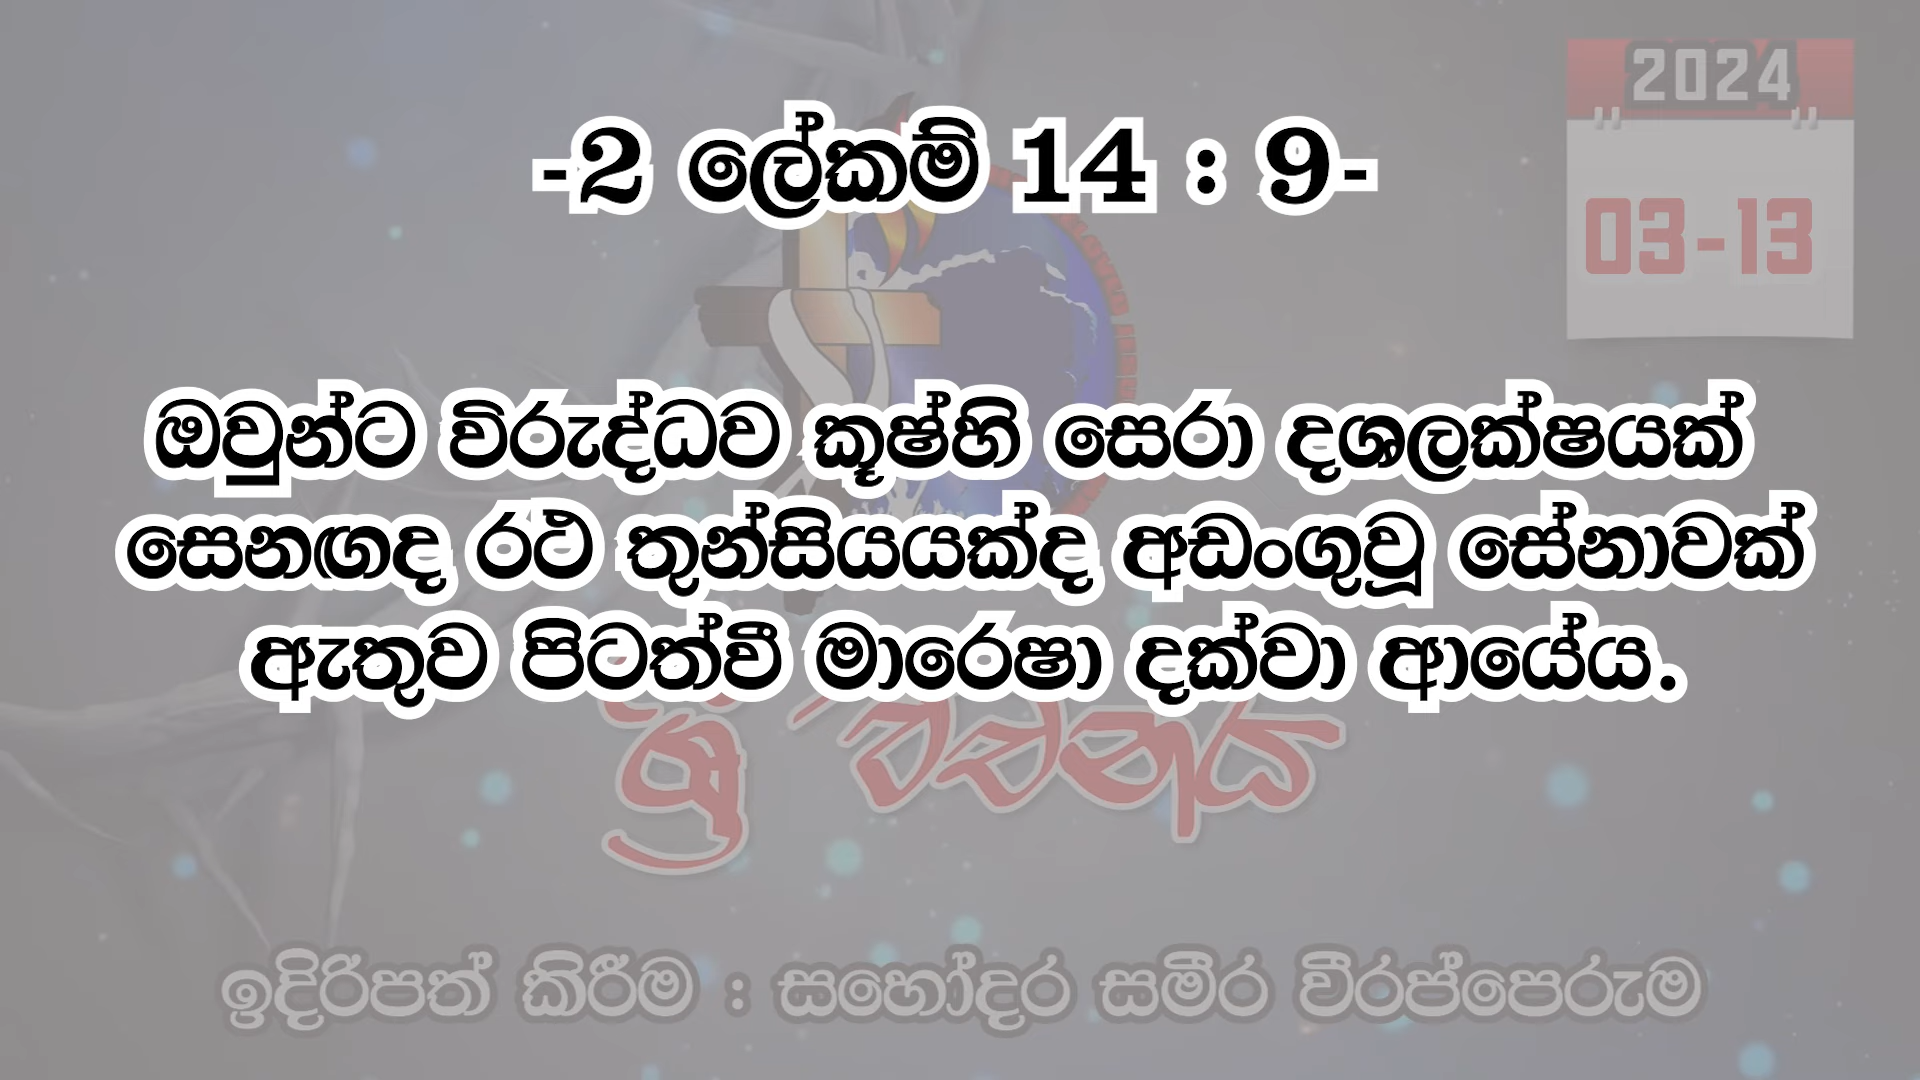 2024
03-13
-2 ලේකම් 14 : 9-
ඔවුන්ට විරුද්ධව කූෂ්හි සෙරා දශලක්ෂයක්
සෙනඟද රථ තුන්සියයක්ද අඩංගුවූ සේනාවක්
ඇතුව පිටත්වී මාරෙෂා දක්වා ආයේය.
ශ්‍රී වචනය
ඉදිරිපත් කිරීම : සහෝදර සමීර වීරප්පෙරුම